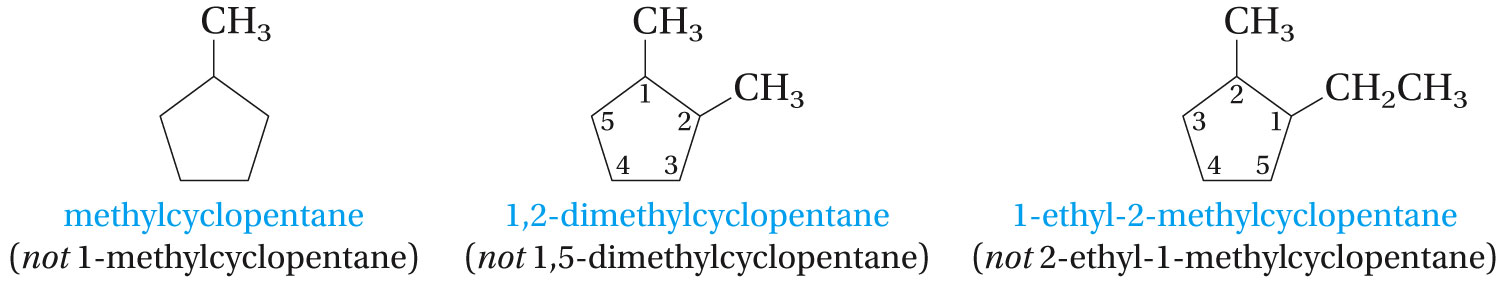 CH₃
methylcyclopentane
(not 1-methylcyclopentane)
CH₃
CH₃
1
5
2
4
3
1,2-dimethylcyclopentane
(not 1,5-dimethylcyclopentane)
CH₃
CH₂CH₃
2
3
1
4
5
1-ethyl-2-methylcyclopentane
(not 2-ethyl-1-methylcyclopentane)